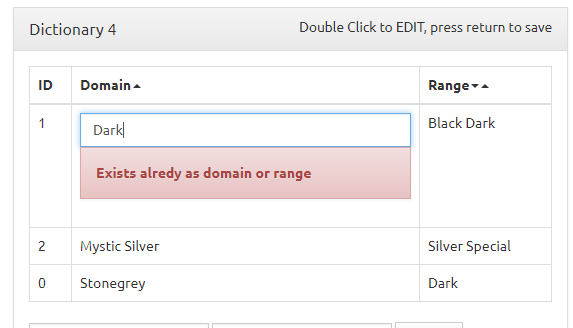 Dictionary 4 Double Click to EDIT, press return to save
ID Domain Range
1 Dark Black Dark
Exists alredy as domain or range
2 Mystic Silver Silver Special
0 Stonegrey Dark